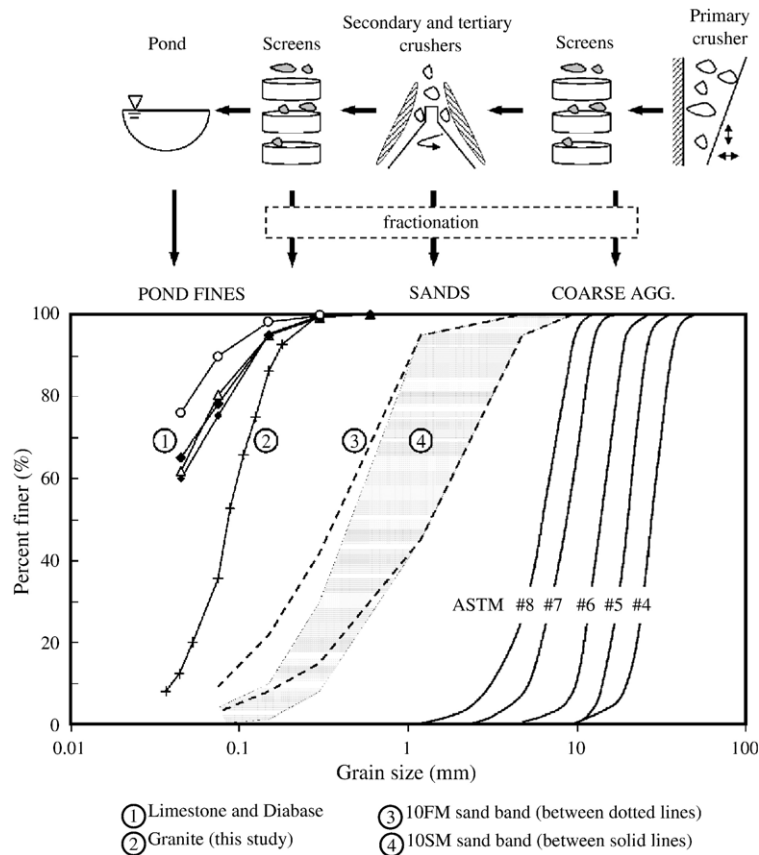 Secondary and tertiary
crushers
Primary
crusher
Pond
Screens
Screens
fractionation
POND FINES
SANDS
COARSE AGG.
100
80
60
40
20
0
Percent finer (%)
1
2
3
4
ASTM #8 #7 #6 #5 #4
0.01
0.1
1
10
100
Grain size (mm)
1 Limestone and Diabase
2 Granite (this study)
3 10FM sand band (between dotted lines)
4 10SM sand band (between solid lines)